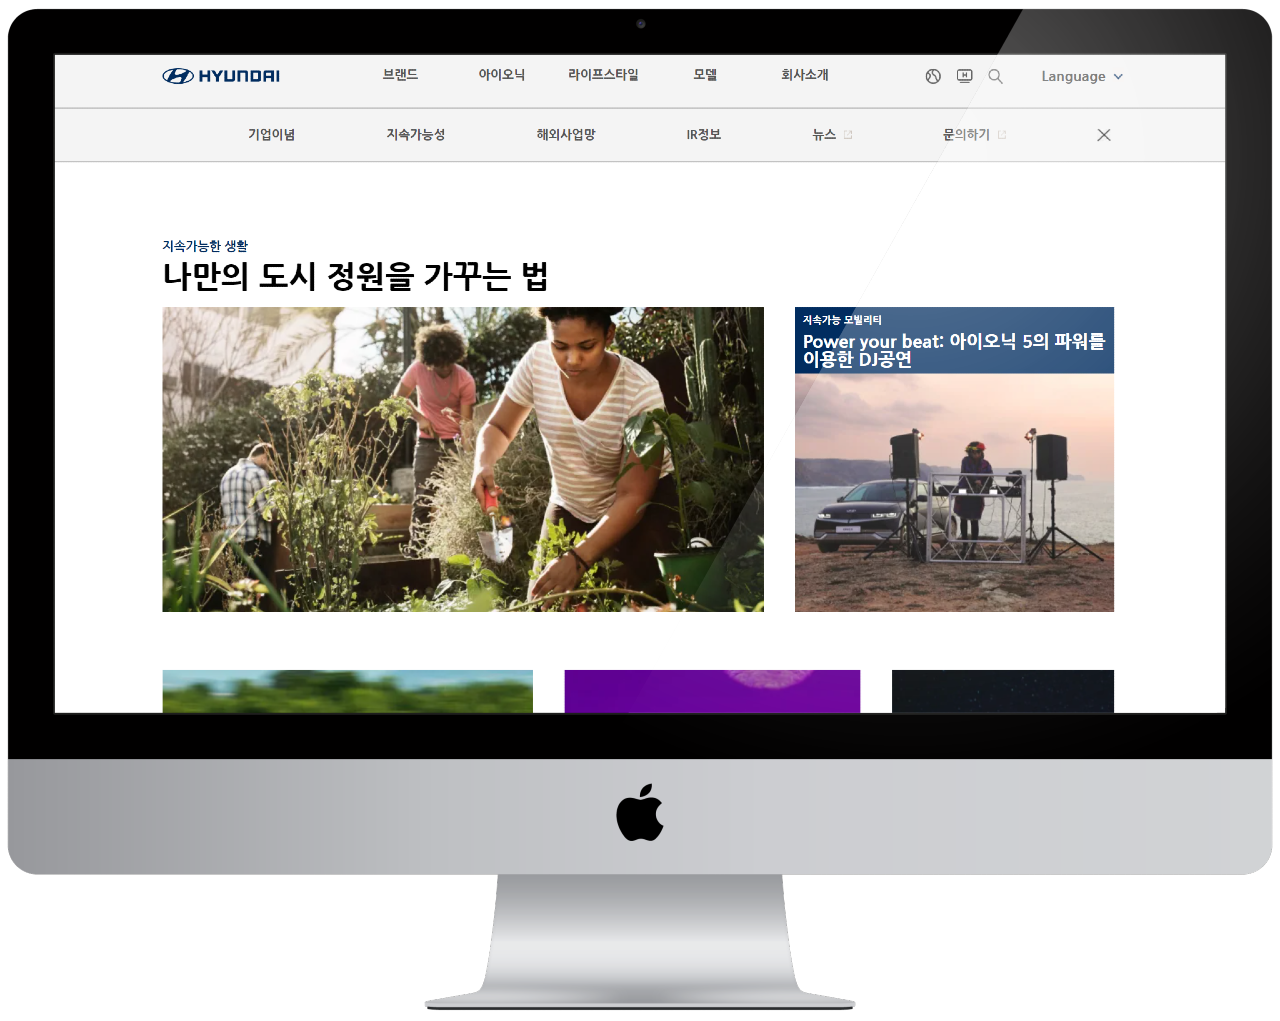 HYUNDAI 브랜드 아이오닉 라이프스타일 모델 회사소개 Language
기업이념 지속가능성 해외사업망 IR정보 뉴스 문의하기
지속가능한 생활
나만의 도시 정원을 가꾸는 법
지속가능 모빌리티
Power your beat: 아이오닉 5의 파워를
이용한 DJ공연